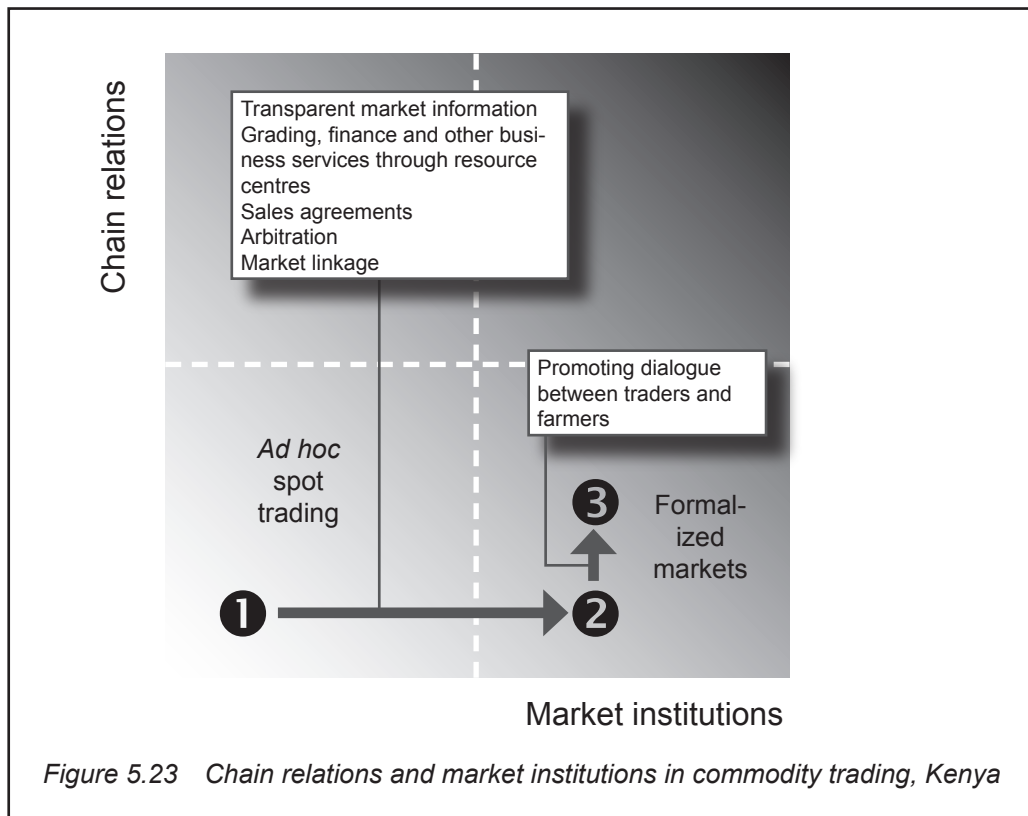 Chain relations
Transparent market information
Grading, finance and other busi-
ness services through resource
centres
Sales agreements
Arbitration
Market linkage
Promoting dialogue
between traders and
farmers
Ad hoc
spot
trading
3
Formal-
ized
markets
1
2
Market institutions
Figure 5.23 Chain relations and market institutions in commodity trading, Kenya